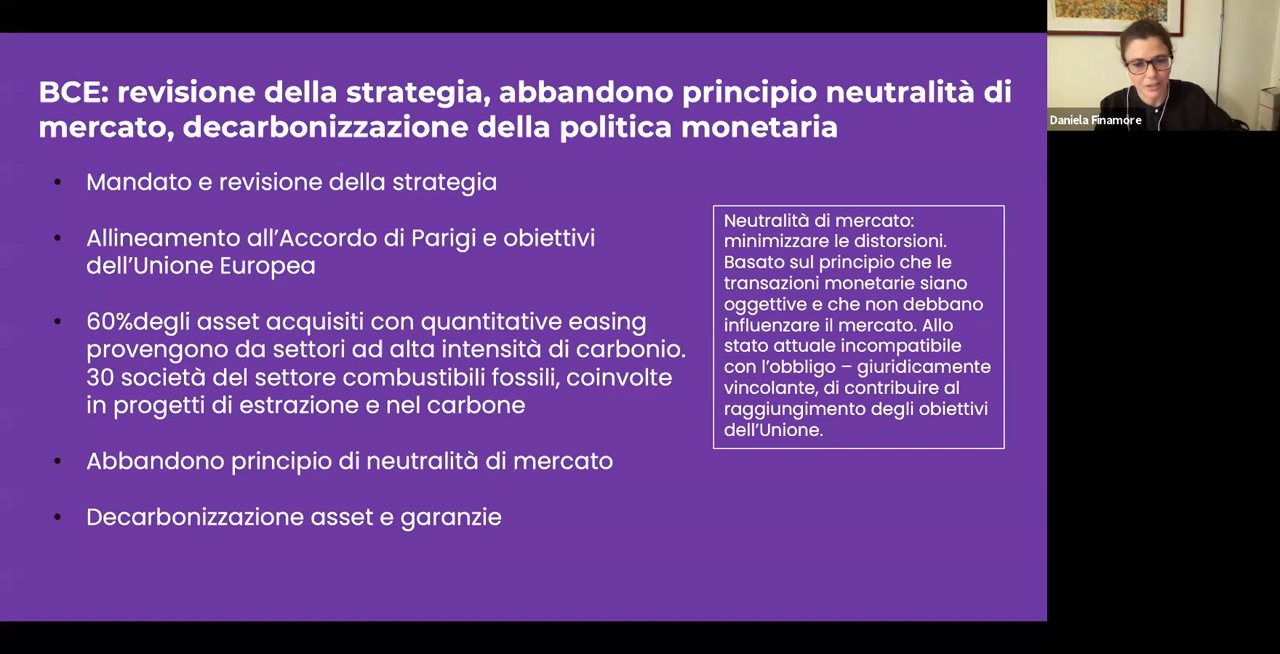 BCE: revisione della strategia, abbandono principio neutralità di
mercato, decarbonizzazione della politica monetaria
• Mandato e revisione della strategia
• Allineamento all’Accordo di Parigi e obiettivi
dell’Unione Europea
• 60%degli asset acquisiti con quantitative easing
provengono da settori ad alta intensità di carbonio.
30 società del settore combustibili fossili, coinvolte
in progetti di estrazione e nel carbone
• Abbandono principio di neutralità di mercato
• Decarbonizzazione asset e garanzie
Neutralità di mercato:
minimizzare le distorsioni.
Basato sul principio che le
transazioni monetarie siano
oggettive e che non debbano
influenzare il mercato. Allo
stato attuale incompatibile
con l’obbligo – giuridicamente
vincolante, di contribuire al
raggiungimento degli obiettivi
dell’Unione.
Daniela Finamore